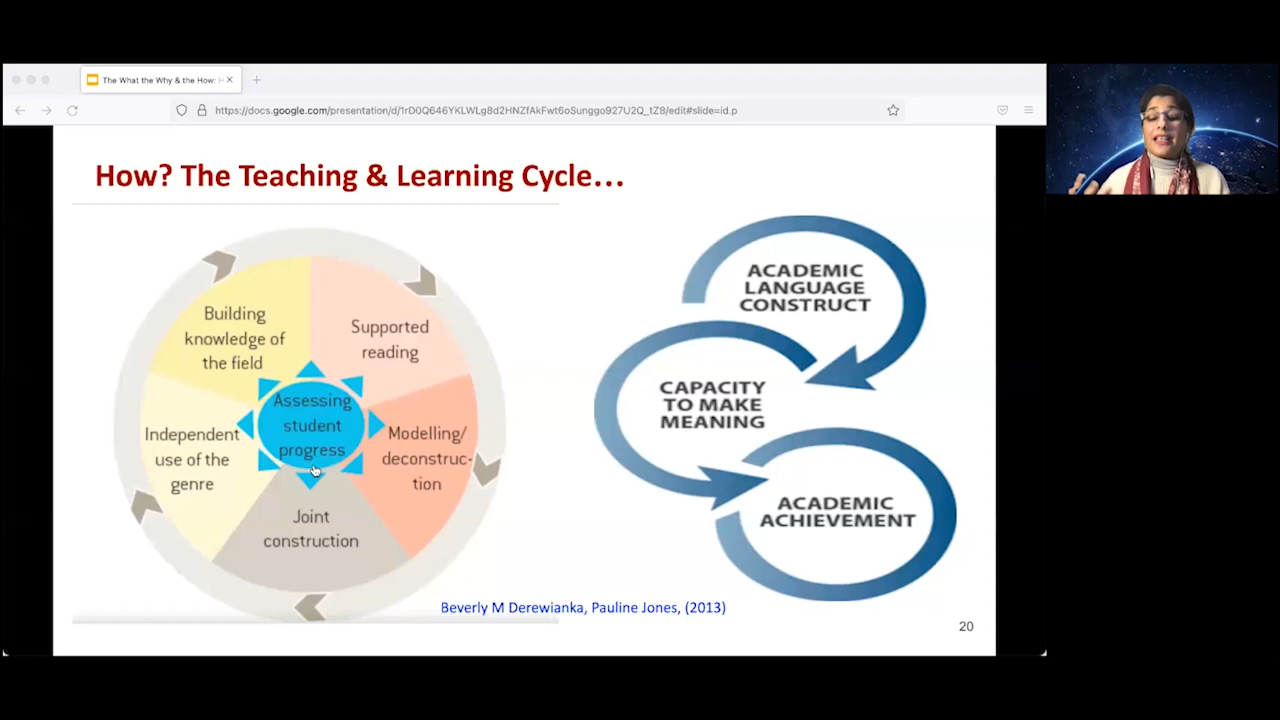 The What the Why & the How: H
https://docs.google.com/presentation/d/1rD0Q646YKLWLg8d2HNZfAkFwt6oSunggo927U2Q_tZ8/edit#slide=id.p
How? The Teaching & Learning Cycle...
Building
knowledge of
the field
Supported
reading
Assessing
student
progress
Independent
use of the
genre
Modelling/
deconstruc-
tion
Joint
construction
ACADEMIC
LANGUAGE
CONSTRUCT
CAPACITY
TO MAKE
MEANING
ACADEMIC
ACHIEVEMENT
Beverly M Derewianka, Pauline Jones, (2013)
20